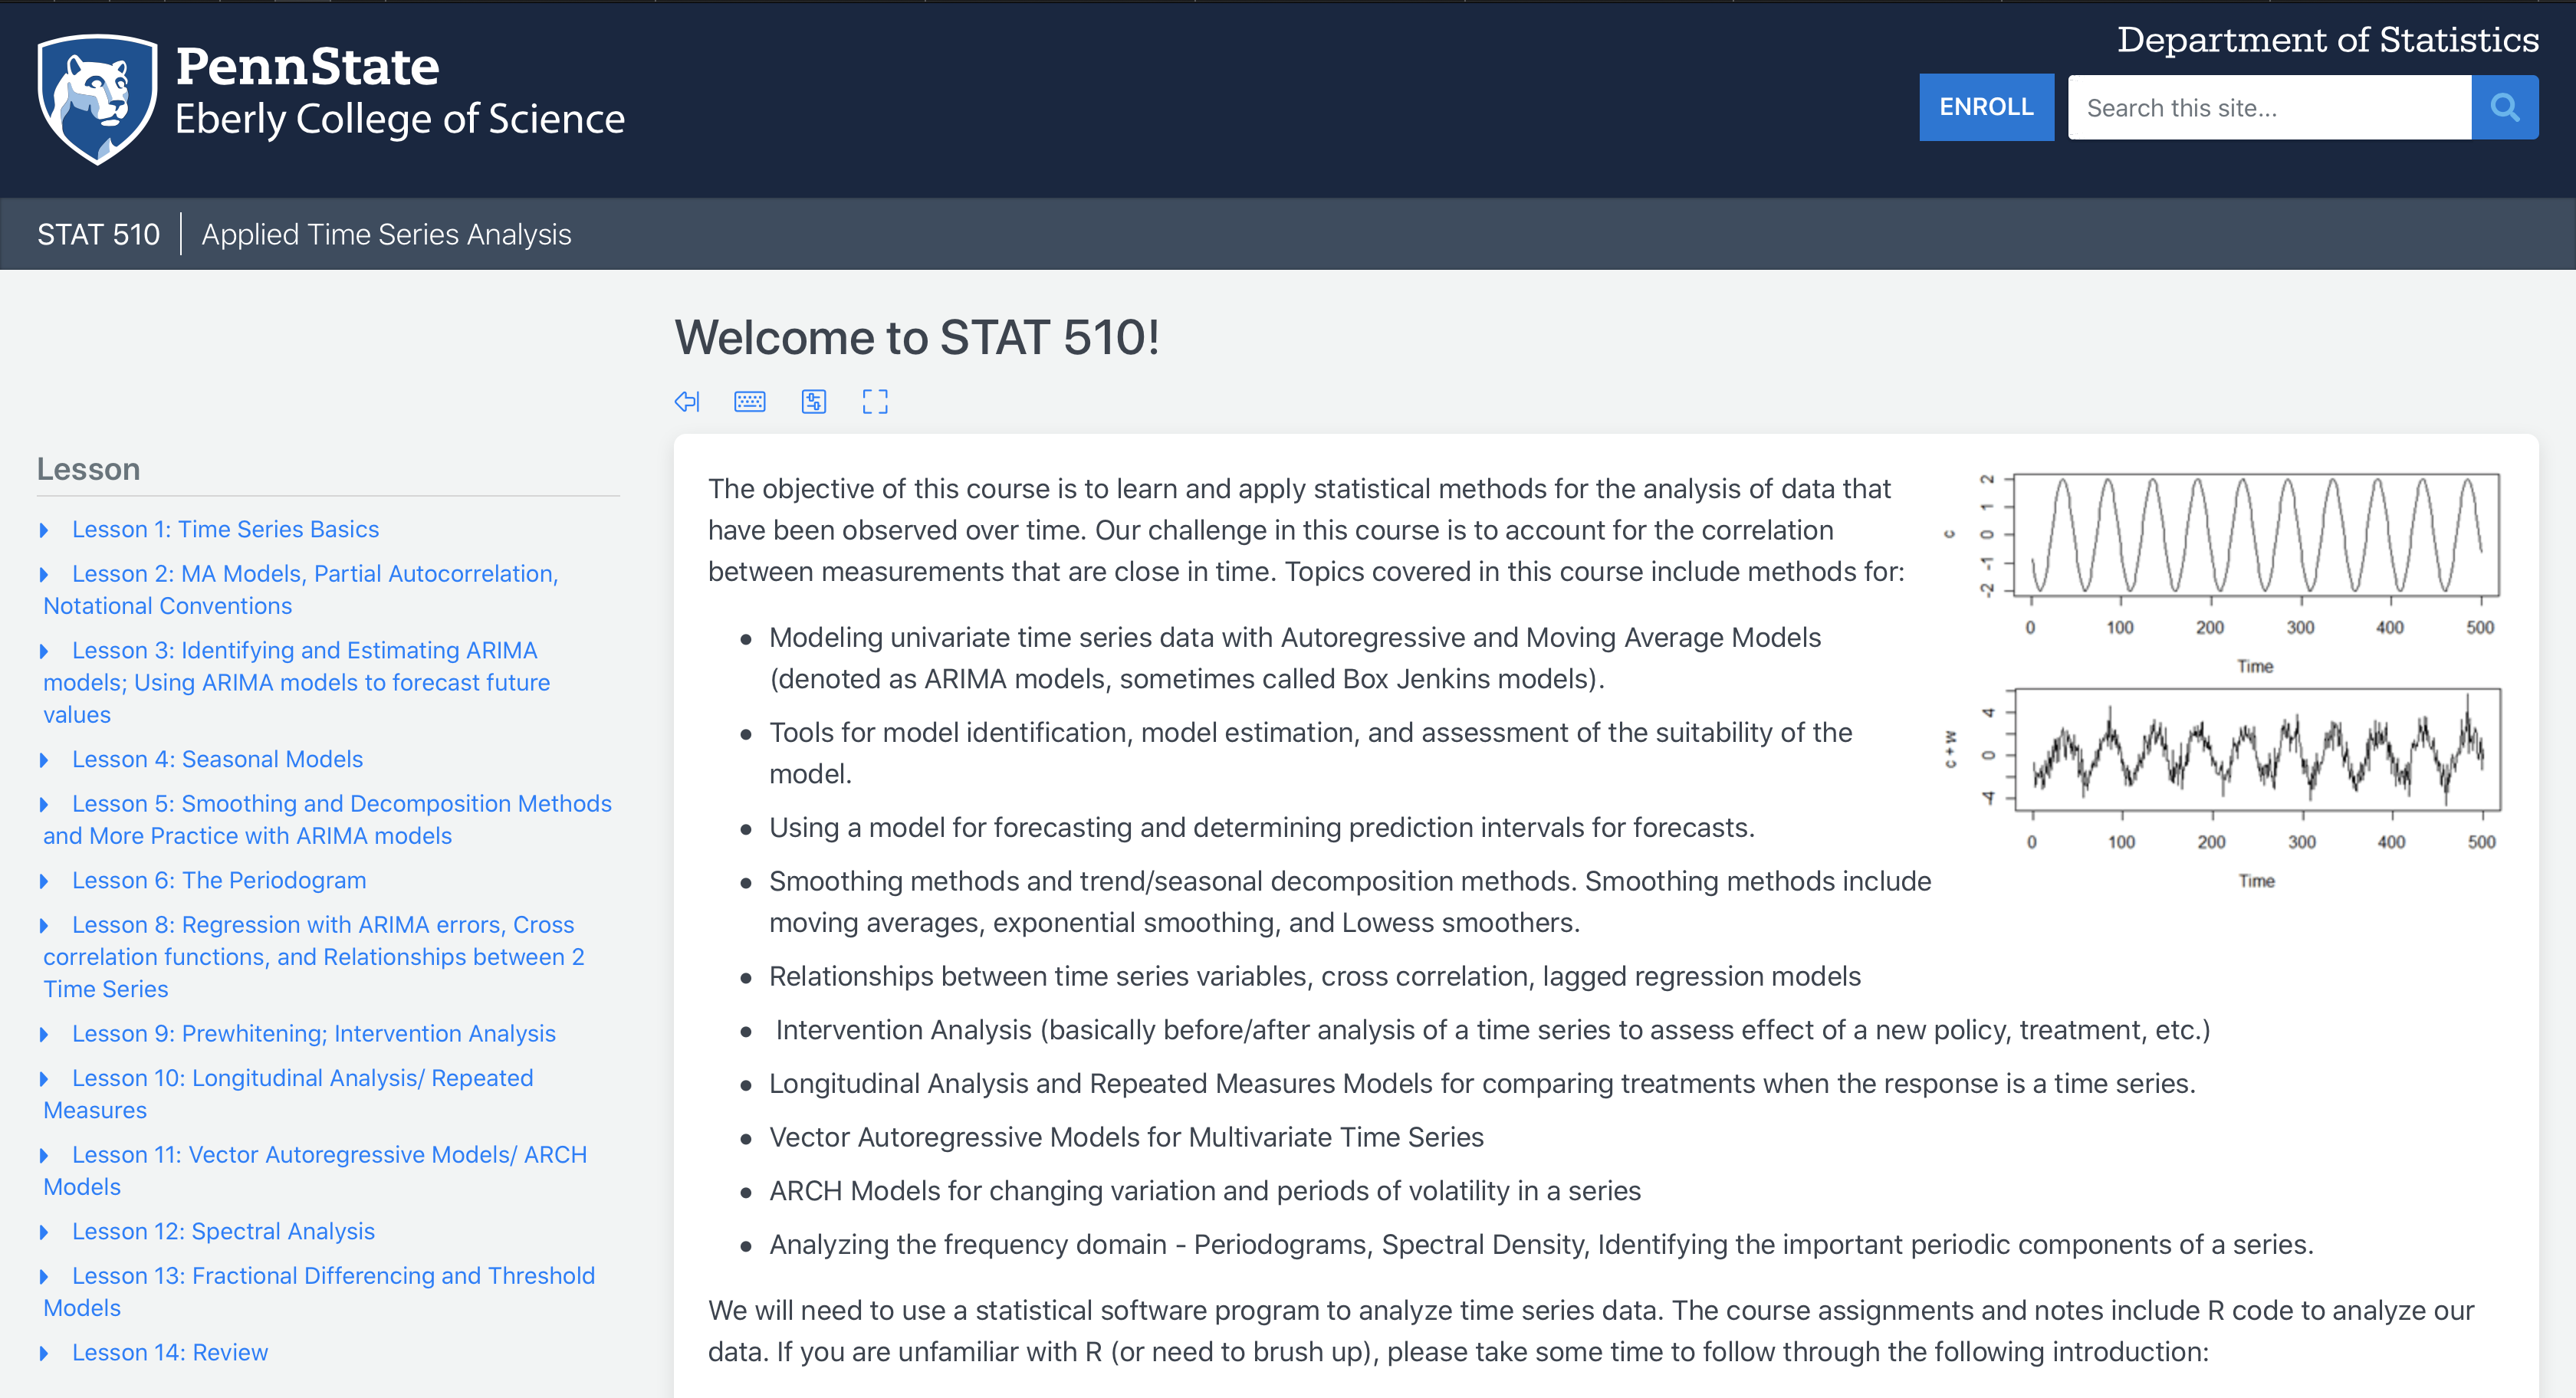 PennState
Eberly College of Science
Department of Statistics
ENROLL
Search this site...
STAT 510
Applied Time Series Analysis
Welcome to STAT 510!
Lesson
Lesson 1: Time Series Basics
Lesson 2: MA Models, Partial Autocorrelation,
Notational Conventions
Lesson 3: Identifying and Estimating ARIMA
models; Using ARIMA models to forecast future
values
Lesson 4: Seasonal Models
Lesson 5: Smoothing and Decomposition Methods
and More Practice with ARIMA models
Lesson 6: The Periodogram
Lesson 8: Regression with ARIMA errors, Cross
correlation functions, and Relationships between 2
Time Series
Lesson 9: Prewhitening; Intervention Analysis
Lesson 10: Longitudinal Analysis/ Repeated
Measures
Lesson 11: Vector Autoregressive Models/ ARCH
Models
Lesson 12: Spectral Analysis
Lesson 13: Fractional Differencing and Threshold
Models
Lesson 14: Review
The objective of this course is to learn and apply statistical methods for the analysis of data that
have been observed over time. Our challenge in this course is to account for the correlation
between measurements that are close in time. Topics covered in this course include methods for:
Modeling univariate time series data with Autoregressive and Moving Average Models
(denoted as ARIMA models, sometimes called Box Jenkins models).
Tools for model identification, model estimation, and assessment of the suitability of the
model.
Using a model for forecasting and determining prediction intervals for forecasts.
Smoothing methods and trend/seasonal decomposition methods. Smoothing methods include
moving averages, exponential smoothing, and Lowess smoothers.
Relationships between time series variables, cross correlation, lagged regression models
Intervention Analysis (basically before/after analysis of a time series to assess effect of a new policy, treatment, etc.)
Longitudinal Analysis and Repeated Measures Models for comparing treatments when the response is a time series.
Vector Autoregressive Models for Multivariate Time Series
ARCH Models for changing variation and periods of volatility in a series
Analyzing the frequency domain - Periodograms, Spectral Density, Identifying the important periodic components of a series.
We will need to use a statistical software program to analyze time series data. The course assignments and notes include R code to analyze our
data. If you are unfamiliar with R (or need to brush up), please take some time to follow through the following introduction:
c
2
1
0
-1
-2
0 100 200 300 400 500
Time
c + w
4
0
-4
0 100 200 300 400 500
Time